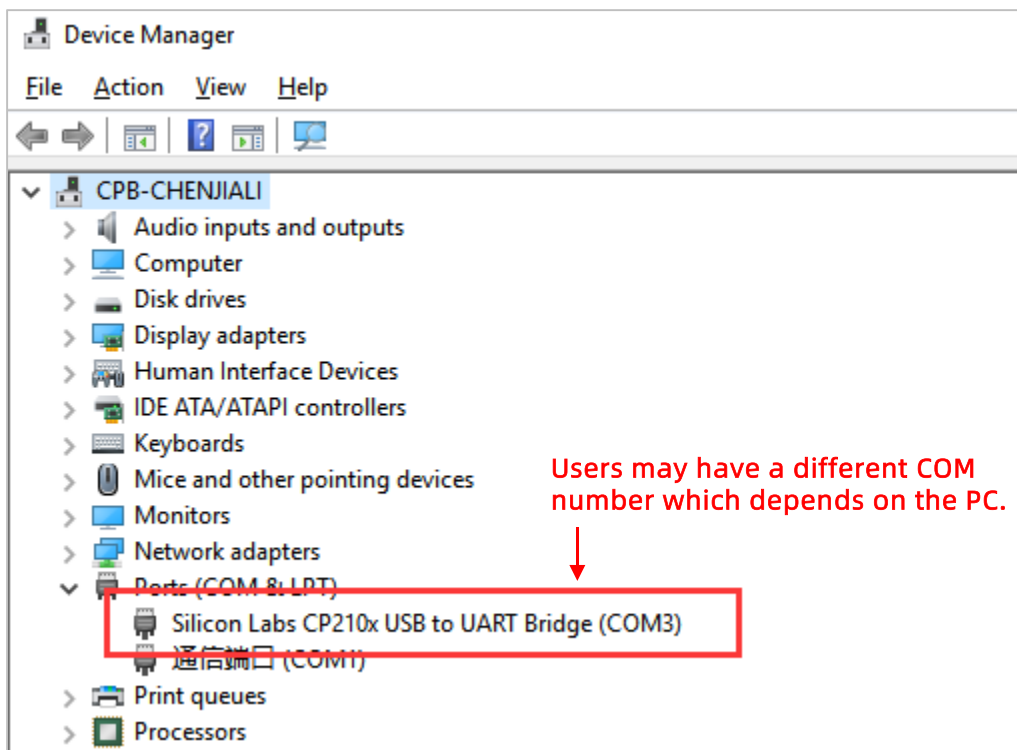 Device Manager
File Action View Help
CPB-CHENJIALI
Audio inputs and outputs
Computer
Disk drives
Display adapters
Human Interface Devices
IDE ATA/ATAPI controllers
Keyboards
Mice and other pointing devices
Users may have a different COM
number which depends on the PC.
Monitors
Network adapters
Ports (COM & LPT)
Silicon Labs CP210x USB to UART Bridge (COM3)
通信端口 (COM1)
Print queues
Processors